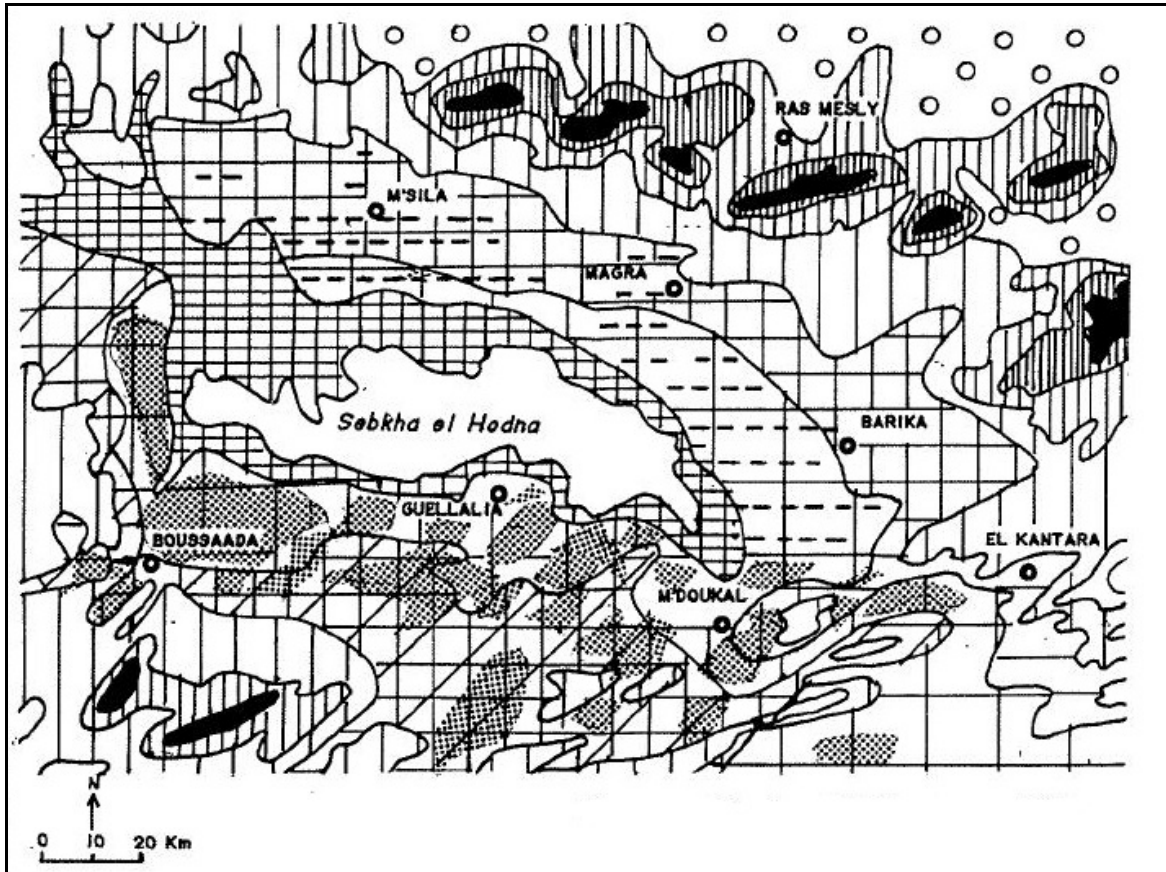 RAS MESLY
M'SILA
MAGRA
Sebkha el Hodna
BARIKA
GUELLALIA
BOUSSAADA
EL KANTARA
M'DOUKAL
N
0 10 20 Km